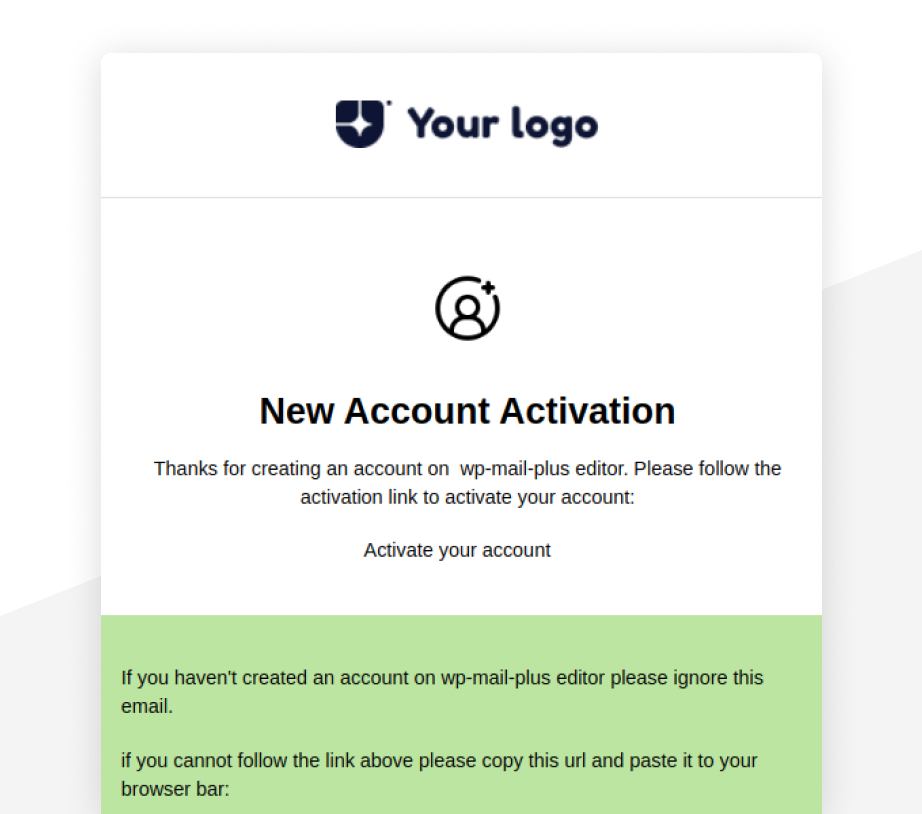 Your logo
New Account Activation
Thanks for creating an account on  wp-mail-plus editor. Please follow the
activation link to activate your account:
Activate your account
If you haven't created an account on wp-mail-plus editor please ignore this
email.
if you cannot follow the link above please copy this url and paste it to your
browser bar: